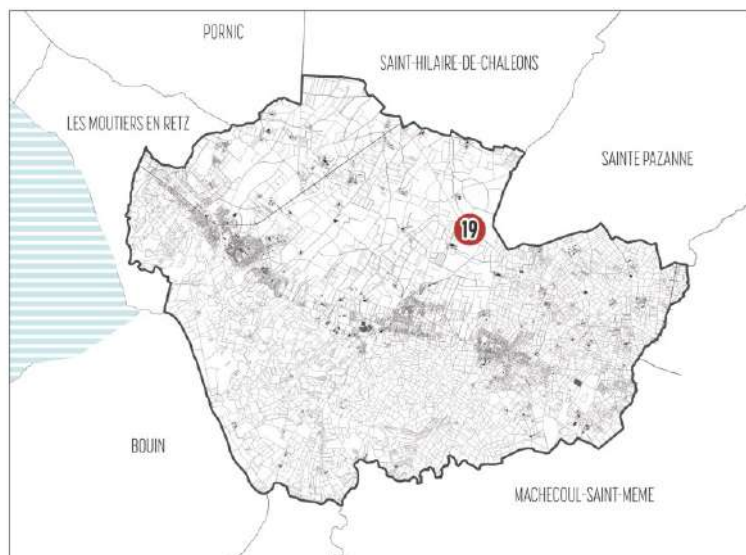 PORNIC
SAINT-HILAIRE-DE-CHALEONS
LES MOUTIERS EN RETZ
SAINTE PAZANNE
19
BOUIN
MACHECOUL-SAINT-MEME